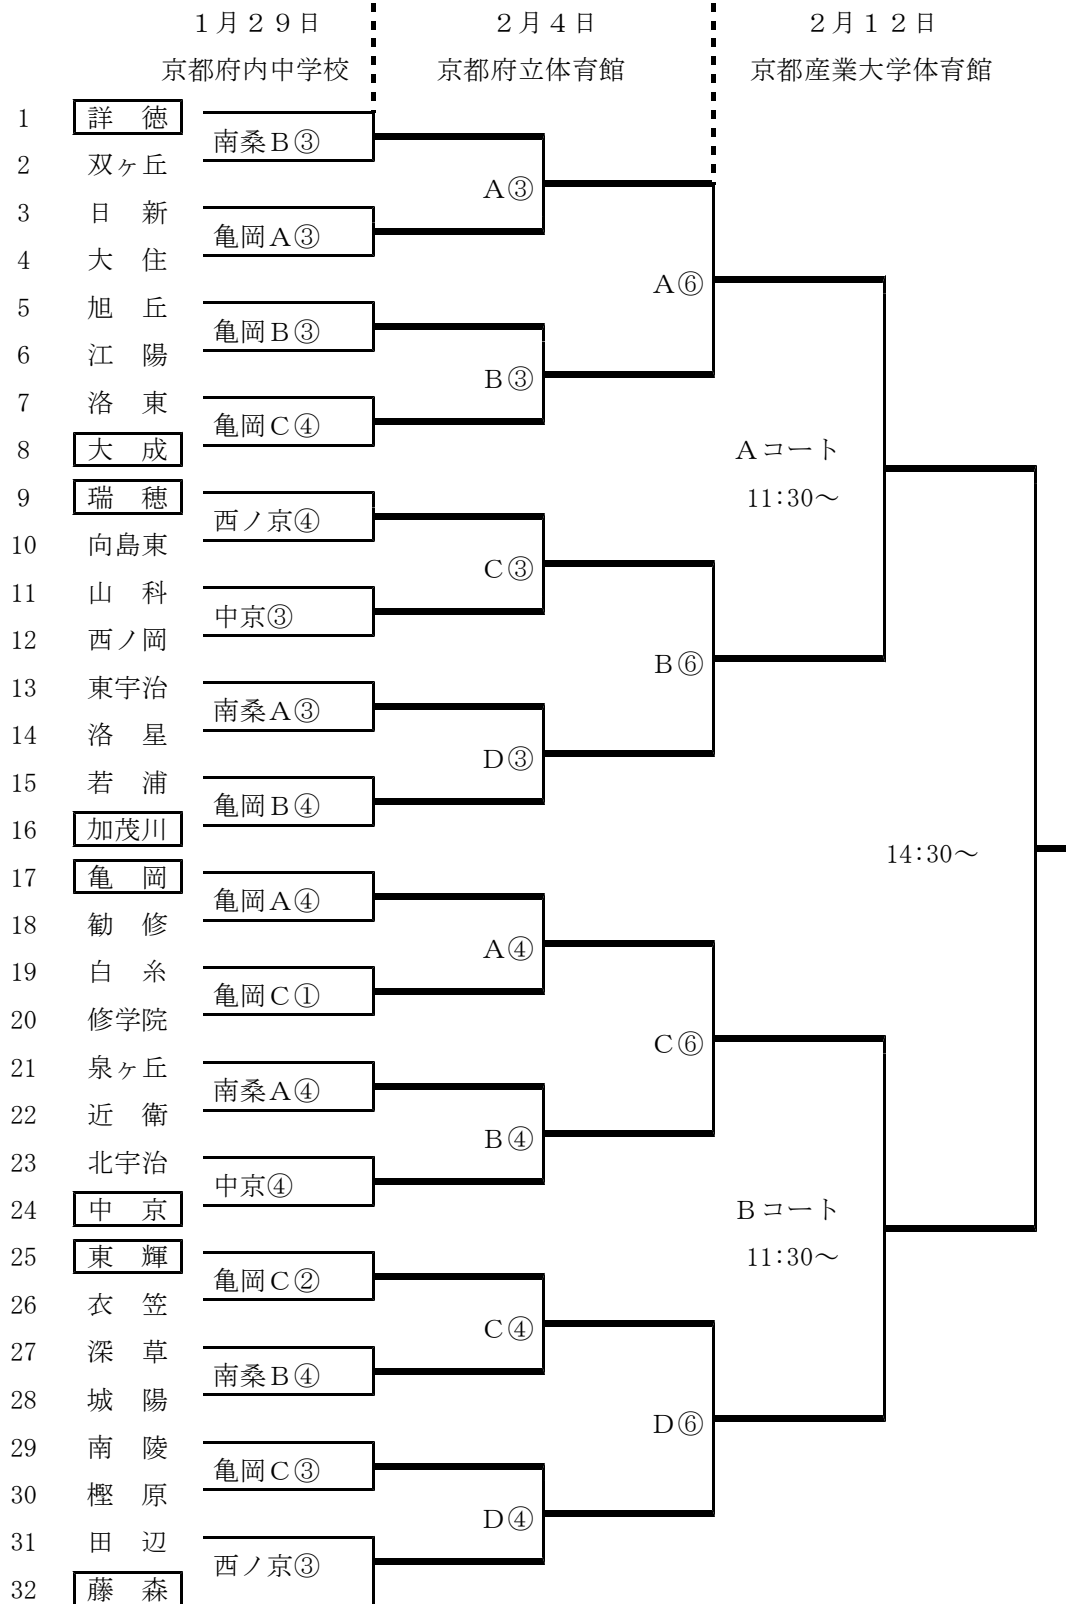 １月２９日　２月４日　２月１２日
京都府内中学校　京都府立体育館　京都産業大学体育館
1 詳　徳
南桑Ｂ③
2 双ヶ丘
Ａ③
3 日　新
亀岡Ａ③
4 大　住
Ａ⑥
5 旭　丘
亀岡Ｂ③
6 江　陽
Ｂ③
7 洛　東
亀岡Ｃ④
8 大　成
Ａコート
9 瑞　穂
11:30～
西ノ京④
10 向島東
Ｃ③
11 山　科
中京③
12 西ノ岡
Ｂ⑥
13 東宇治
南桑Ａ③
14 洛　星
Ｄ③
15 若　浦
亀岡Ｂ④
16 加茂川
14:30～
17 亀　岡
亀岡Ａ④
18 勧　修
Ａ④
19 白　糸
亀岡Ｃ①
20 修学院
Ｃ⑥
21 泉ヶ丘
南桑Ａ④
22 近　衛
Ｂ④
23 北宇治
中京④
24 中　京
Ｂコート
25 東　輝
11:30～
亀岡Ｃ②
26 衣　笠
Ｃ④
27 深　草
南桑Ｂ④
28 城　陽
Ｄ⑥
29 南　陵
亀岡Ｃ③
30 樫　原
Ｄ④
31 田　辺
西ノ京③
32 藤　森